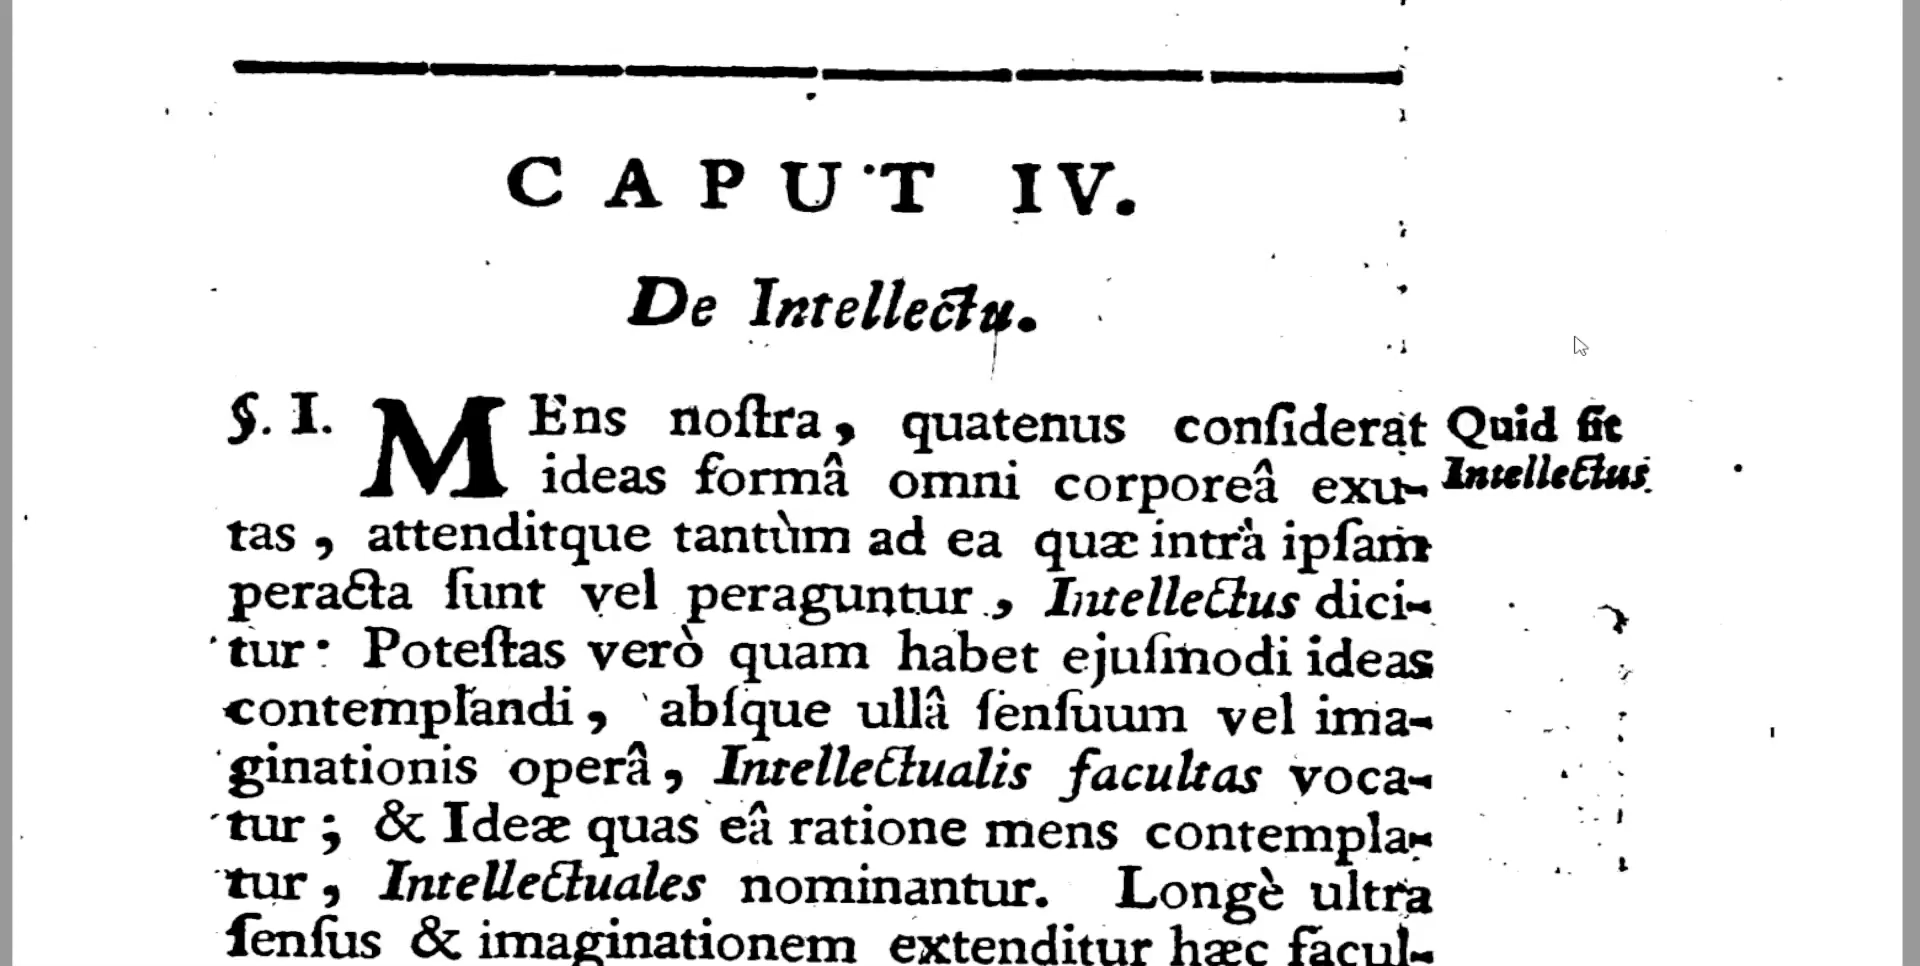 CAPUT IV.
De Intellectu.
§. I. MEns noſtra, quatenus conſiderat
Quid ſit
ideas formâ omni corporeâ exu-
Intellectus.
tas, attenditque tantùm ad ea quæ intrà ipſam
peracta ſunt vel peraguntur, Intellectus dici-
tur: Poteſtas verò quam habet ejuſmodi ideas
contemplandi, abſque ullâ ſenſuum vel ima-
ginationis operâ, Intellectualis facultas voca-
tur; & Ideæ quas eâ ratione mens contempla-
tur, Intellectuales nominantur. Longè ultra
ſenſus & imaginationem extenditur hæc facul-